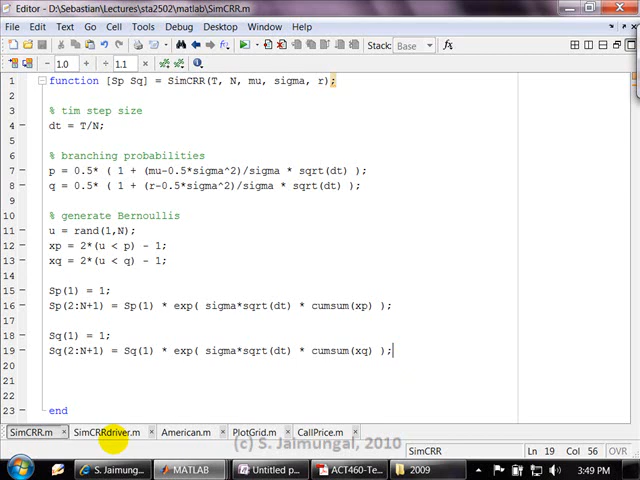 Editor - D:\Sebastian\Lectures\sta2502\matlab\SimCRR.m
File Edit Text Go Cell Tools Debug Desktop Window Help
Stack: Base fx
1.0 1.1
1 function [Sp Sq] = SimCRR(T, N, mu, sigma, r);
2
3 % tim step size
4 dt = T/N;
5
6 % branching probabilities
7 p = 0.5* ( 1 + (mu-0.5*sigma^2)/sigma * sqrt(dt) );
8 q = 0.5* ( 1 + (r-0.5*sigma^2)/sigma * sqrt(dt) );
9
10 % generate Bernoullis
11 u = rand(1,N);
12 xp = 2*(u < p) - 1;
13 xq = 2*(u < q) - 1;
14
15 Sp(1) = 1;
16 Sp(2:N+1) = Sp(1) * exp( sigma*sqrt(dt) * cumsum(xp) );
17
18 Sq(1) = 1;
19 Sq(2:N+1) = Sq(1) * exp( sigma*sqrt(dt) * cumsum(xq) );
20
21
22
23 end
SimCRR.m SimCRRdriver.m American.m PlotGrid.m CallPrice.m
(c) S. Jaimungal, 2010
SimCRR Ln 19 Col 56 OVR
S. Jaimung... MATLAB Untitled p... ACT460-Te... 2009 3:49 PM